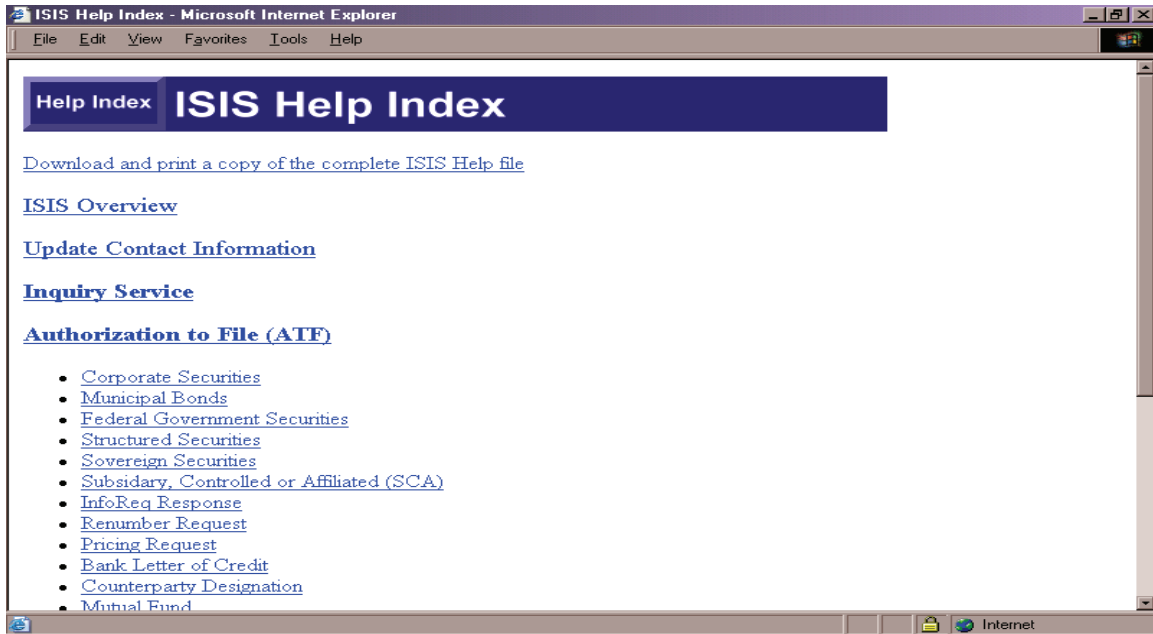 ISIS Help Index - Microsoft Internet Explorer
File Edit View Favorites Tools Help
Help Index ISIS Help Index
Download and print a copy of the complete ISIS Help file
ISIS Overview
Update Contact Information
Inquiry Service
Authorization to File (ATF)
Corporate Securities
Municipal Bonds
Federal Government Securities
Structured Securities
Sovereign Securities
Subsidary, Controlled or Affiliated (SCA)
InfoReq Response
Renumber Request
Pricing Request
Bank Letter of Credit
Counterparty Designation
Mutual Fund
Internet